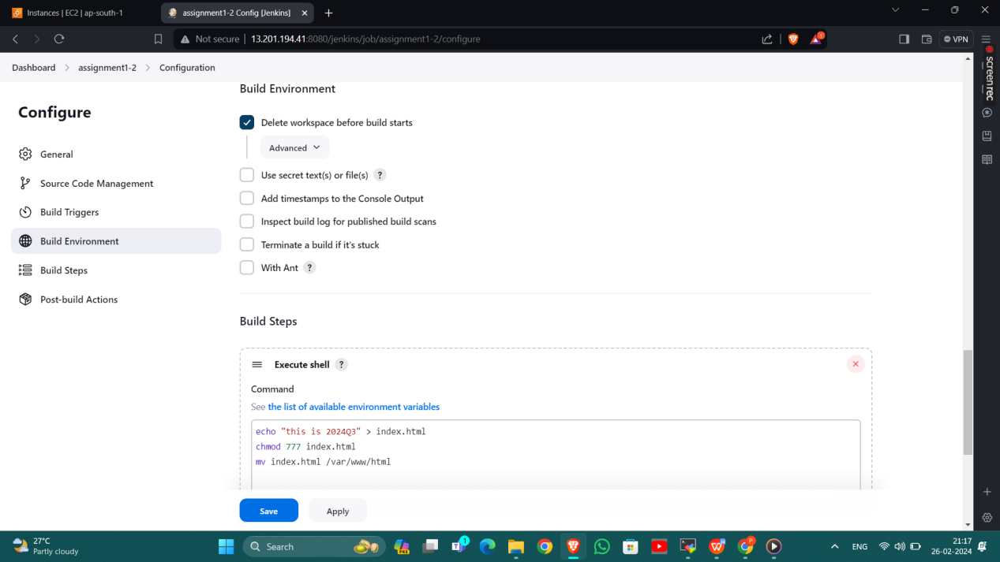 Instances | EC2 | ap-south-1
assignment1-2 Config [Jenkins]
Not secure
13.201.194.41:8080/jenkins/job/assignment1-2/configure
1
VPN
Dashboard
assignment1-2
Configuration
Configure
General
Source Code Management
Build Triggers
Build Environment
Build Steps
Post-build Actions
Build Environment
Delete workspace before build starts
Advanced
Use secret text(s) or file(s) ?
Add timestamps to the Console Output
Inspect build log for published build scans
Terminate a build if it's stuck
With Ant ?
Build Steps
Execute shell ?
Command
See the list of available environment variables
echo "this is 2024Q3" > index.html
chmod 777 index.html
mv index.html /var/www/html
Save
Apply
screenrec
27°C
Partly cloudy
Search
PRE
1
ENG
21:17
26-02-2024